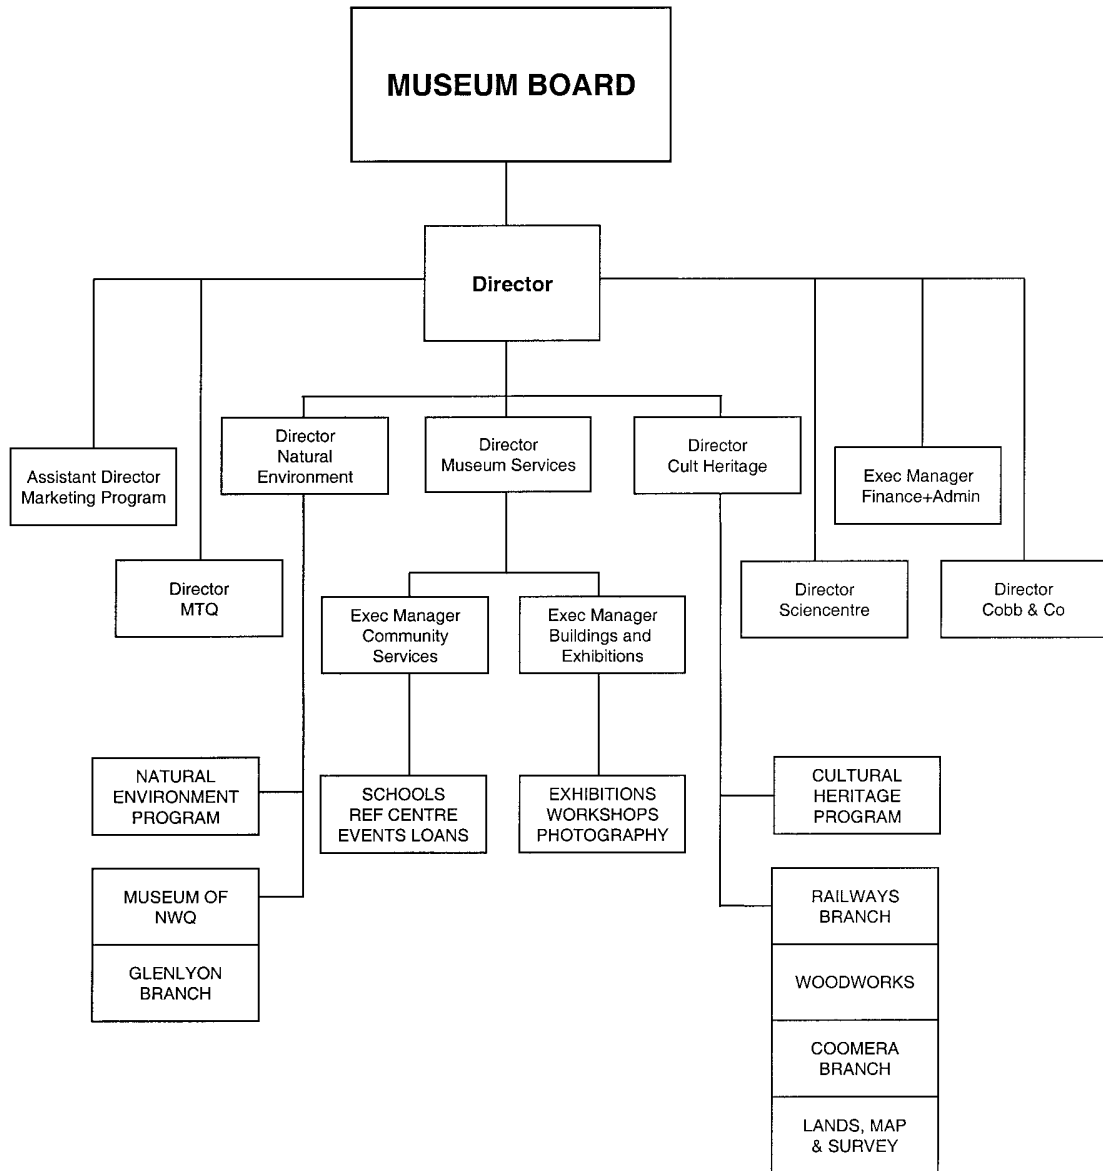 MUSEUM BOARD
Director
Assistant Director
Marketing Program
Director
MTQ
Director
Natural
Environment
Director
Museum Services
Director
Cult Heritage
Exec Manager
Finance+Admin
Director
Sciencentre
Director
Cobb & Co
Exec Manager
Community
Services
Exec Manager
Buildings and
Exhibitions
NATURAL
ENVIRONMENT
PROGRAM
SCHOOLS
REF CENTRE
EVENTS LOANS
EXHIBITIONS
WORKSHOPS
PHOTOGRAPHY
CULTURAL
HERITAGE
PROGRAM
MUSEUM OF
NWQ
GLENLYON
BRANCH
RAILWAYS
BRANCH
WOODWORKS
COOMERA
BRANCH
LANDS, MAP
& SURVEY